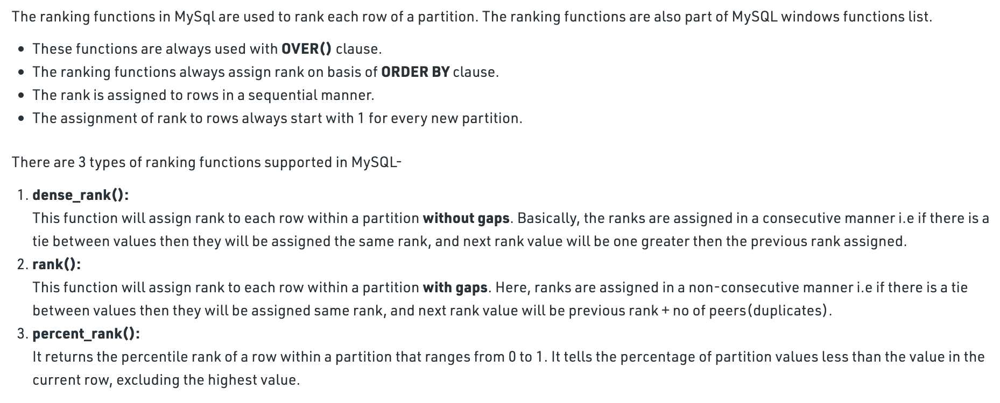 The ranking functions in MySql are used to rank each row of a partition. The ranking functions are also part of MySQL windows functions list.
• These functions are always used with OVER() clause.
• The ranking functions always assign rank on basis of ORDER BY clause.
• The rank is assigned to rows in a sequential manner.
• The assignment of rank to rows always start with 1 for every new partition.
There are 3 types of ranking functions supported in MySQL-
1. dense_rank():
This function will assign rank to each row within a partition without gaps. Basically, the ranks are assigned in a consecutive manner i.e if there is a
tie between values then they will be assigned the same rank, and next rank value will be one greater then the previous rank assigned.
2. rank():
This function will assign rank to each row within a partition with gaps. Here, ranks are assigned in a non-consecutive manner i.e if there is a tie
between values then they will be assigned same rank, and next rank value will be previous rank + no of peers(duplicates).
3. percent_rank():
It returns the percentile rank of a row within a partition that ranges from 0 to 1. It tells the percentage of partition values less than the value in the
current row, excluding the highest value.